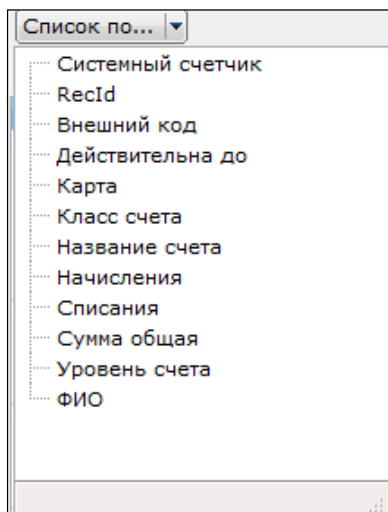 Список по...
Системный счетчик
RecId
Внешний код
Действительна до
Карта
Класс счета
Название счета
Начисления
Списания
Сумма общая
Уровень счета
ФИО